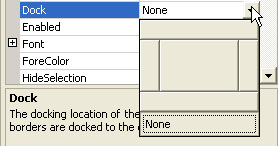 Dock None
Enabled
Font
ForeColor
HideSelection
Dock
The docking location of the
borders are docked to the
None